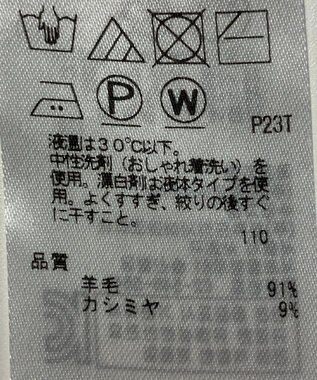 P W
P23T
液温は30℃以下。
中性洗剤(おしゃれ着洗い)を
使用。漂白剤は液体タイプを使
用。よくすすぎ、絞りの後すぐ
に干すこと。
110
品質
羊毛 91%
カシミヤ 9%